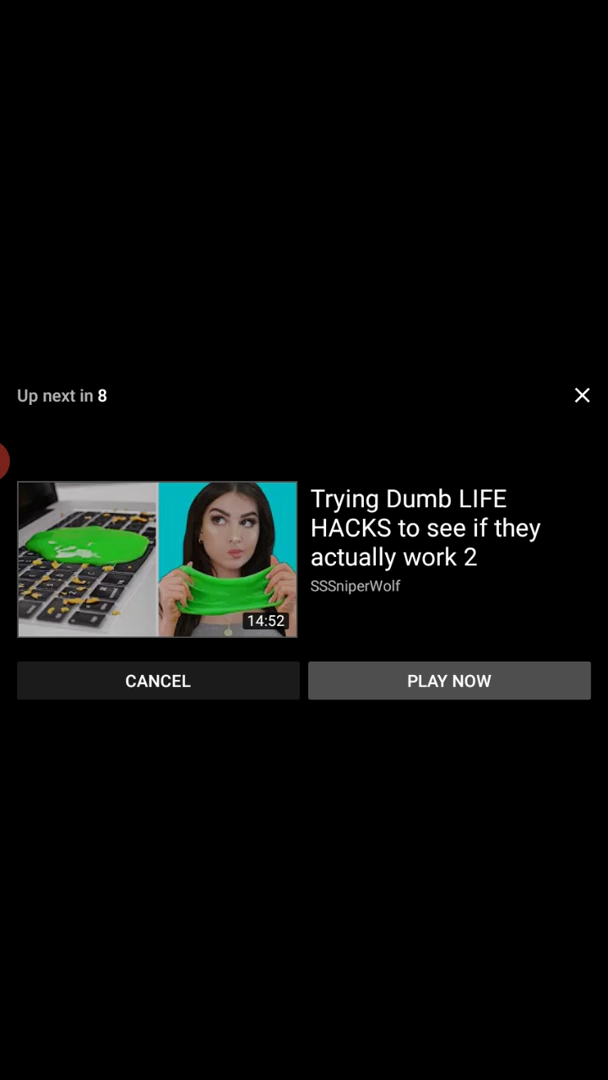 Up next in 8
Trying Dumb LIFE
HACKS to see if they
actually work 2
SSSniperWolf
14:52
CANCEL
PLAY NOW